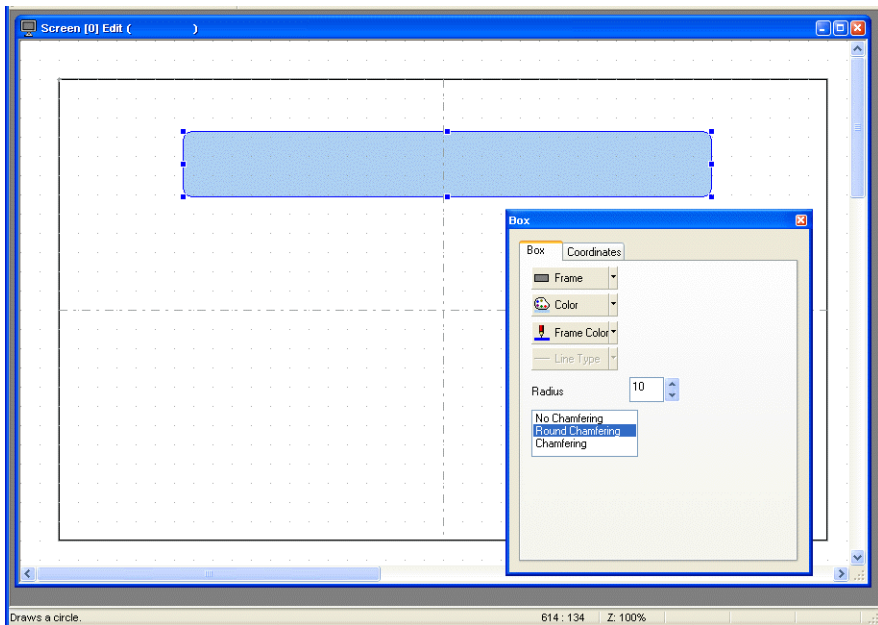 Screen [0] Edit ( )
Box
Box Coordinates
Frame
Color
Frame Color
Line Type
Radius 10
No Chamfering
Round Chamfering
Chamfering
Draws a circle. 614 : 134 Z: 100%